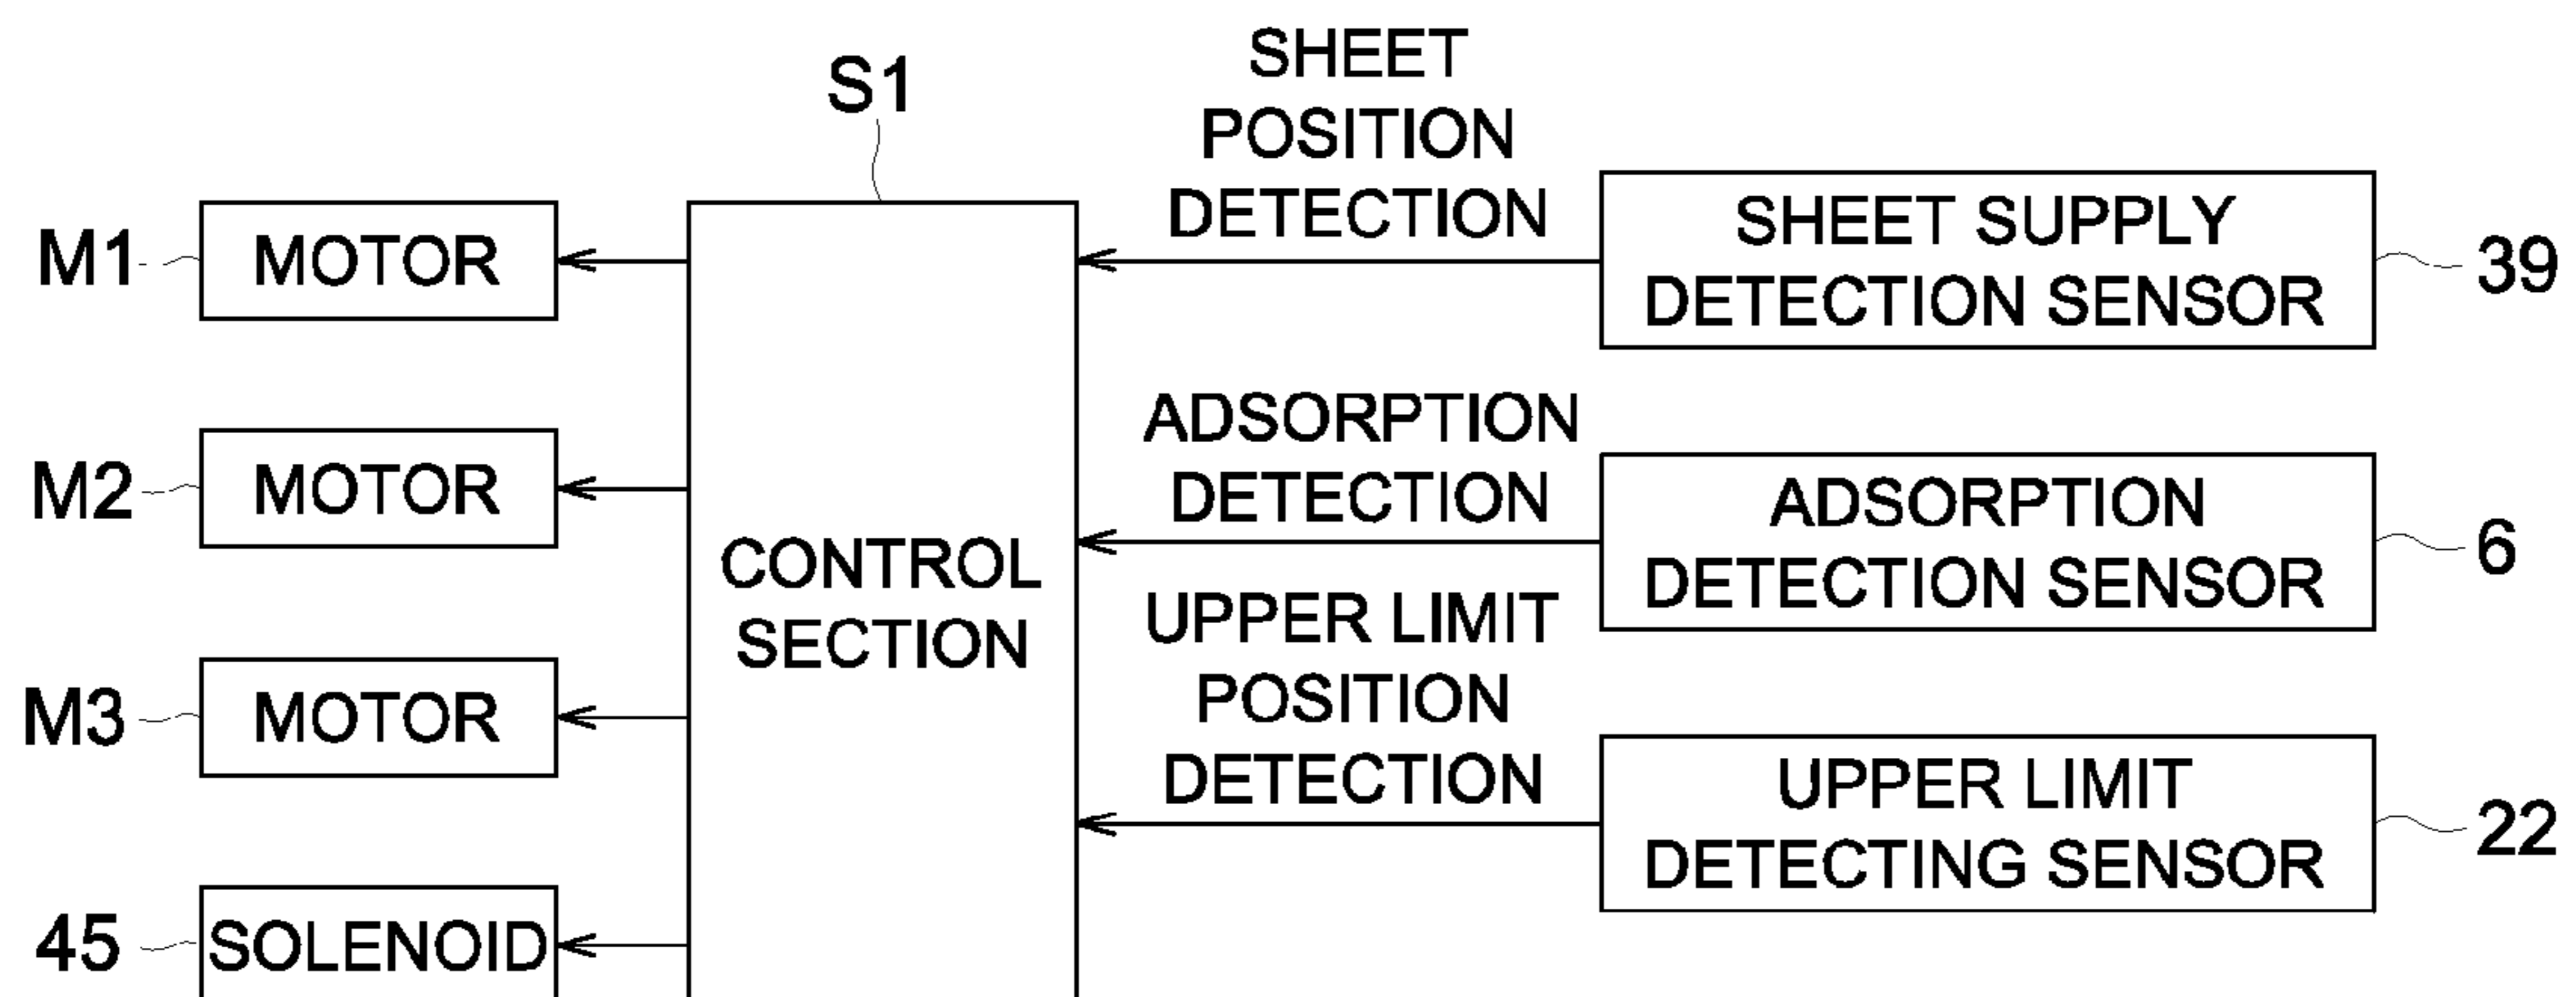 S1
SHEET
POSITION
DETECTION
M1
MOTOR
SHEET SUPPLY
DETECTION SENSOR
39
M2
MOTOR
CONTROL
SECTION
ADSORPTION
DETECTION
ADSORPTION
DETECTION SENSOR
6
M3
MOTOR
UPPER LIMIT
POSITION
DETECTION
UPPER LIMIT
DETECTING SENSOR
22
45
SOLENOID